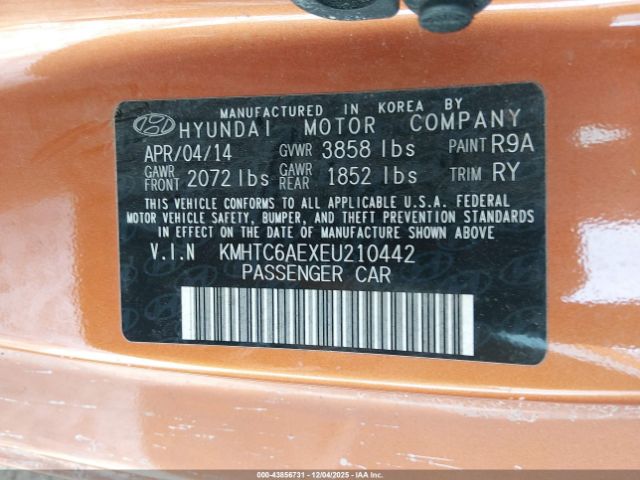 MANUFACTURED IN KOREA BY
HYUNDAI MOTOR COMPANY
APR/04/14 GVWR 3858 lbs PAINT R9A
GAWR FRONT 2072 lbs GAWR REAR 1852 lbs TRIM RY
THIS VEHICLE CONFORMS TO ALL APPLICABLE U.S.A. FEDERAL
MOTOR VEHICLE SAFETY, BUMPER, AND THEFT PREVENTION STANDARDS
IN EFFECT ON THE DATE OF MANUFACTURE SHOWN ABOVE.
V.I.N KMHTC6AEXEU210442
PASSENGER CAR
000-43856731 - 12/04/2025 - IAAI.COM